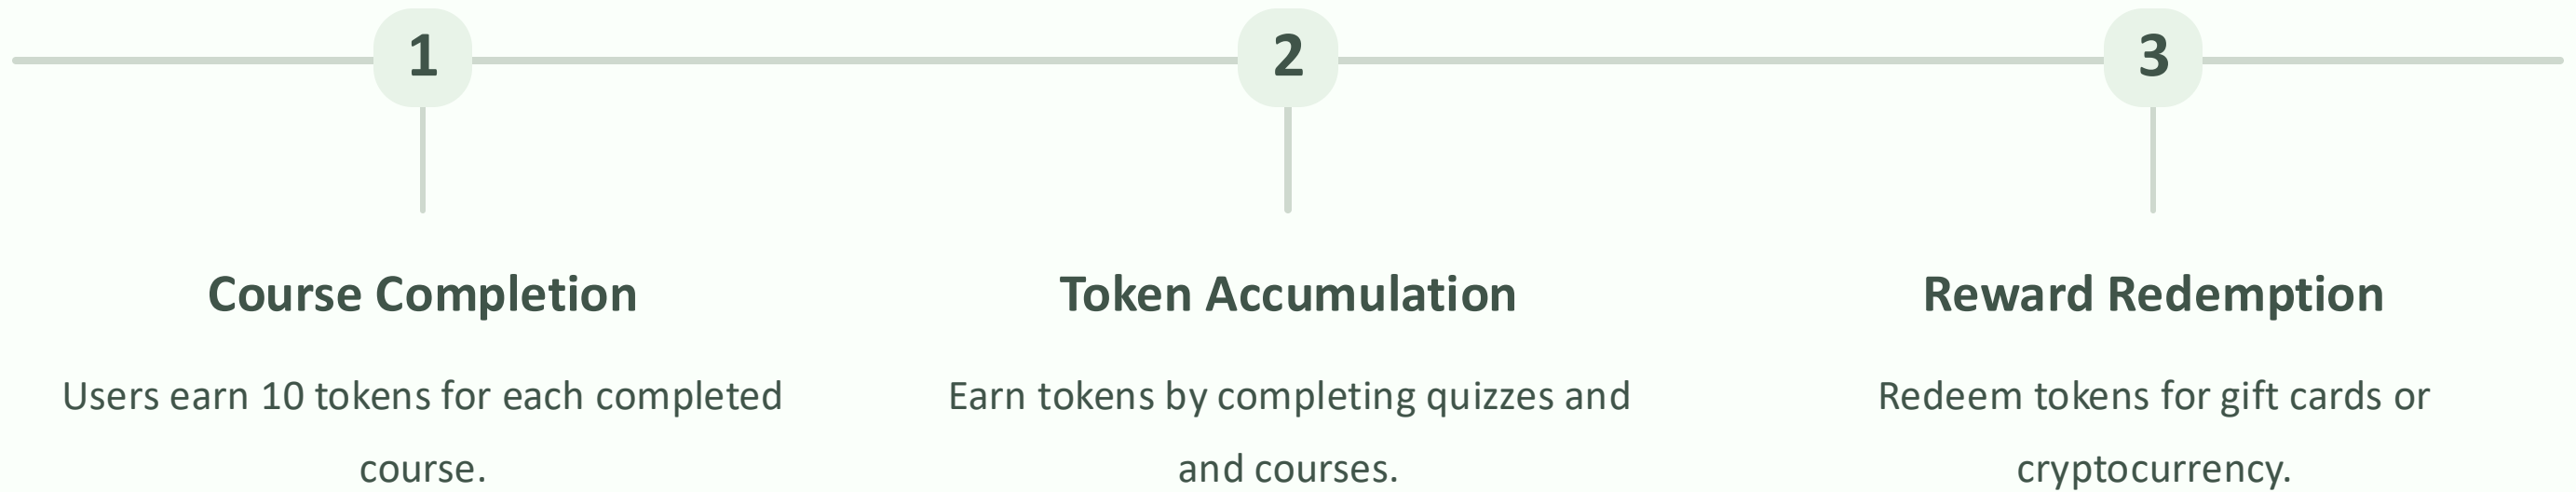 1
2
3
Course Completion
Users earn 10 tokens for each completed
course.
Token Accumulation
Earn tokens by completing quizzes and
and courses.
Reward Redemption
Redeem tokens for gift cards or
cryptocurrency.